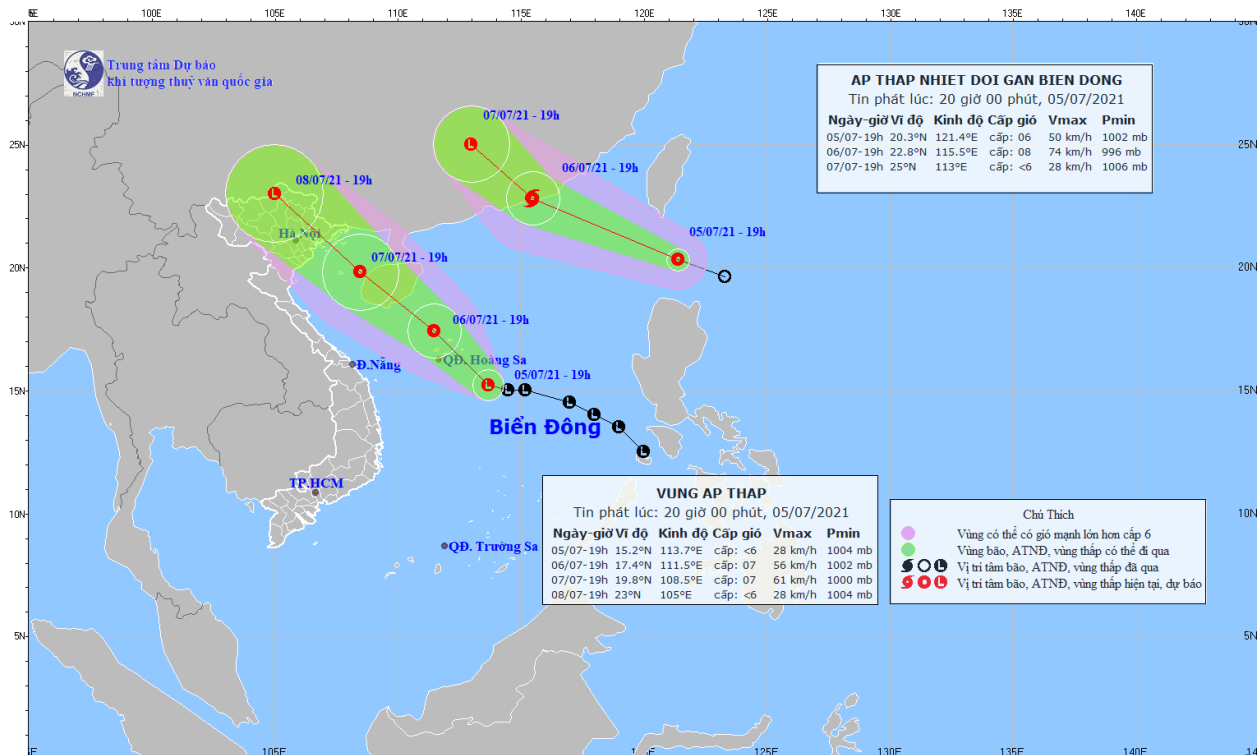 100E 105E 110E 115E 120E 125E 130E 135E 140E
30N
Trung tâm Dự báo
khí tượng thuỷ văn quốc gia
NCHMF
AP THAP NHIET DOI GAN BIEN DONG
Tin phát lúc: 20 giờ 00 phút, 05/07/2021
Ngày-giờ Vĩ độ Kinh độ Cấp gió Vmax Pmin
05/07-19h 20.3°N 121.4°E cấp: 06 50 km/h 1002 mb
06/07-19h 22.8°N 115.5°E cấp: 08 74 km/h 996 mb
07/07-19h 25°N 113°E cấp: <6 28 km/h 1006 mb
07/07/21 - 19h
25N
25N
06/07/21 - 19h
08/07/21 - 19h
Hà Nội
05/07/21 - 19h
07/07/21 - 19h
20N
20N
06/07/21 - 19h
QĐ. Hoàng Sa
Đ.Nẵng
05/07/21 - 19h
15N
15N
Biển Đông
TP.HCM
VUNG AP THAP
Tin phát lúc: 20 giờ 00 phút, 05/07/2021
Ngày-giờ Vĩ độ Kinh độ Cấp gió Vmax Pmin
05/07-19h 15.2°N 113.7°E cấp: <6 28 km/h 1004 mb
06/07-19h 17.4°N 111.5°E cấp: 07 56 km/h 1002 mb
07/07-19h 19.8°N 108.5°E cấp: 07 61 km/h 1000 mb
08/07-19h 23°N 105°E cấp: <6 28 km/h 1004 mb
Chú Thích
Vùng có thể có gió mạnh lớn hơn cấp 6
Vùng bão, ATNĐ, vùng thấp có thể đi qua
Vị trí tâm bão, ATNĐ, vùng thấp đã qua
Vị trí tâm bão, ATNĐ, vùng thấp hiện tại, dự báo
10N
10N
QĐ. Trường Sa
5N
5N
105E 110E 115E 120E 125E 130E 135E 140E